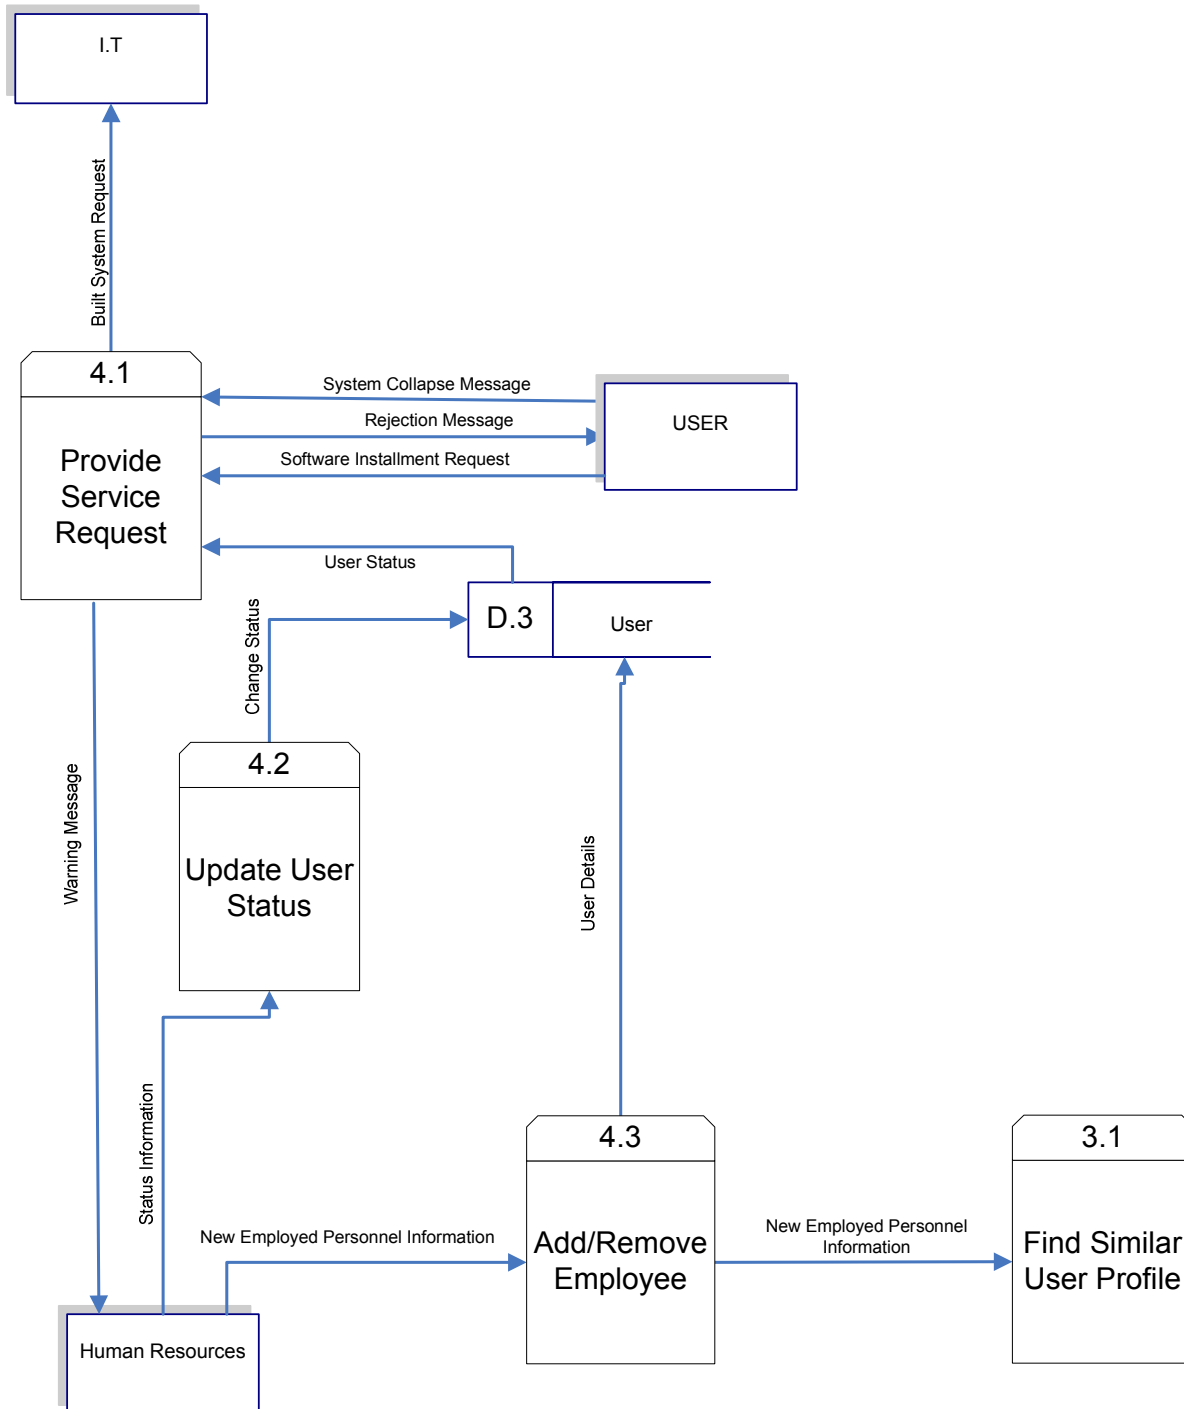 I.T
Built System Request
4.1
Provide
Service
Request
System Collapse Message
Rejection Message
Software Installment Request
USER
User Status
D.3
User
Change Status
4.2
Update User
Status
Warning Message
User Details
Status Information
4.3
Add/Remove
Employee
3.1
Find Similar
User Profile
New Employed Personnel Information
New Employed Personnel
Information
Human Resources